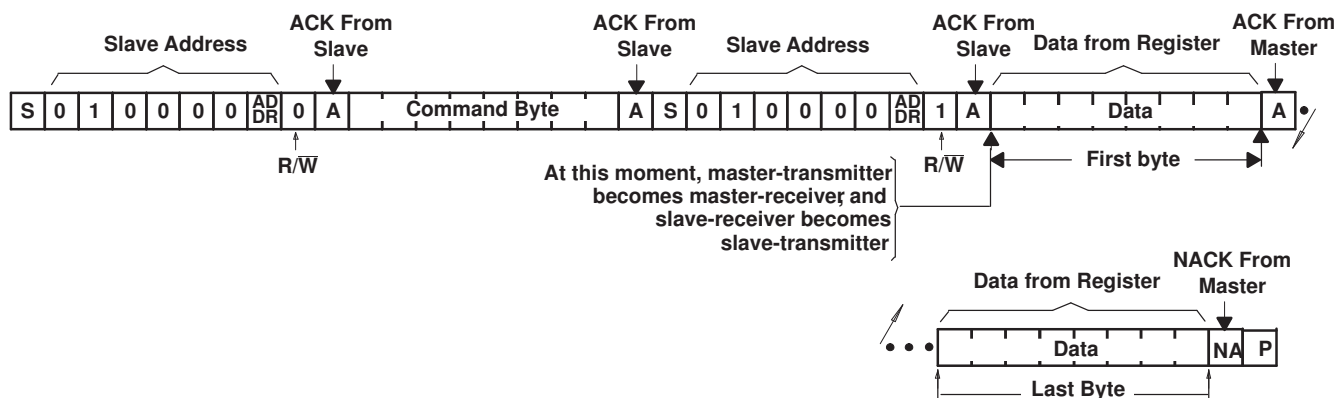 Slave Address
ACK From
Slave
ACK From
Slave
Slave Address
ACK From
Slave
Data from Register
ACK From
Master
S 0 1 0 0 0 0 AD DR 0 A Command Byte A S 0 1 0 0 0 0 AD DR 1 A Data A
R/W̅
R/W̅
First byte
At this moment, master-transmitter
becomes master-receiver, and
slave-receiver becomes
slave-transmitter
Data from Register
NACK From
Master
Data NA P
Last Byte